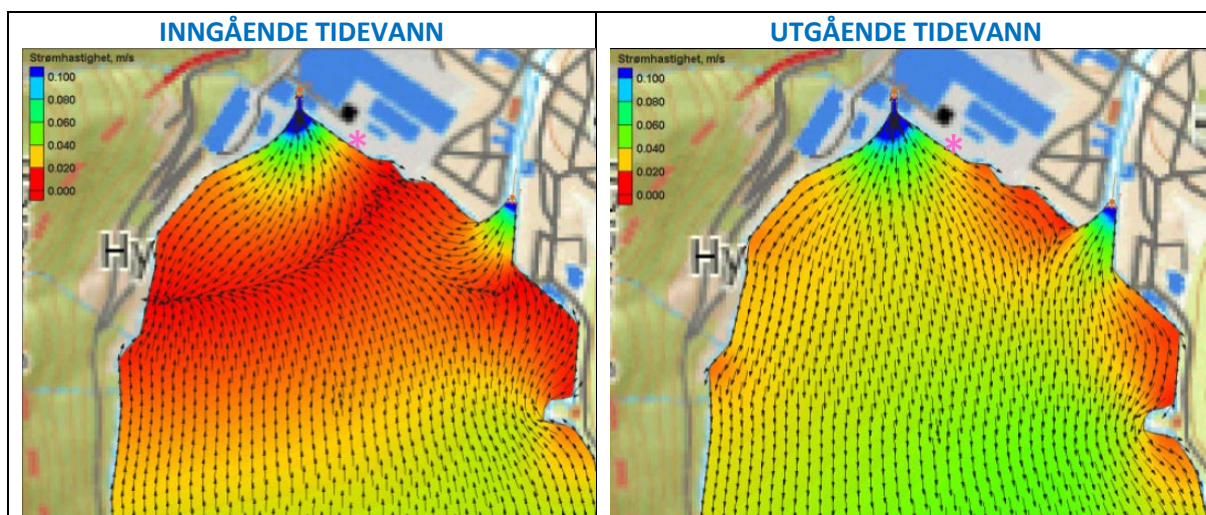 INNGÅENDE TIDEVANN
Strømhastighet, m/s
0.100
0.080
0.060
0.040
0.020
0.000
Hy
UTGÅENDE TIDEVANN
Strømhastighet, m/s
0.100
0.080
0.060
0.040
0.020
0.000
Hy